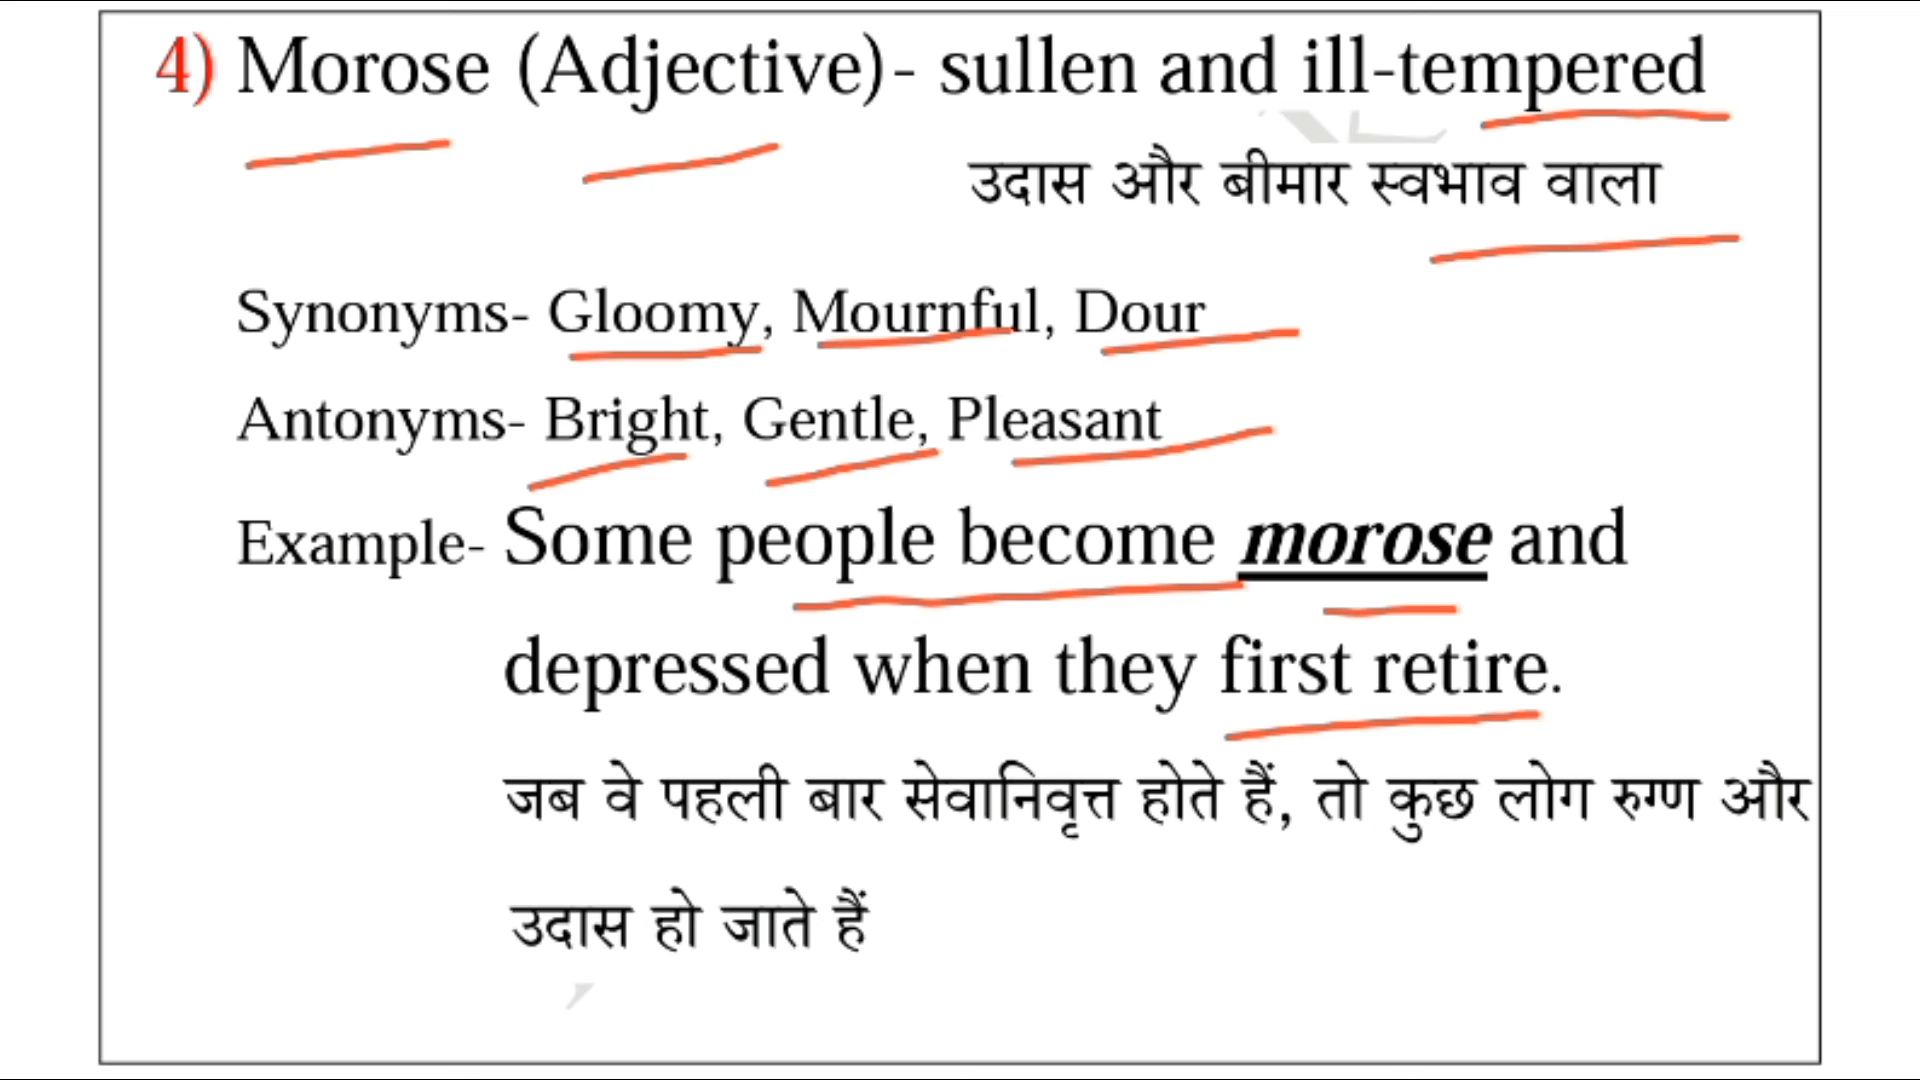 4) Morose (Adjective)- sullen and ill-tempered
उदास और बीमार स्वभाव वाला
Synonyms- Gloomy, Mournful, Dour
Antonyms- Bright, Gentle, Pleasant
Example- Some people become morose and
depressed when they first retire.
जब वे पहली बार सेवानिवृत्त होते हैं, तो कुछ लोग रुग्ण और
उदास हो जाते हैं